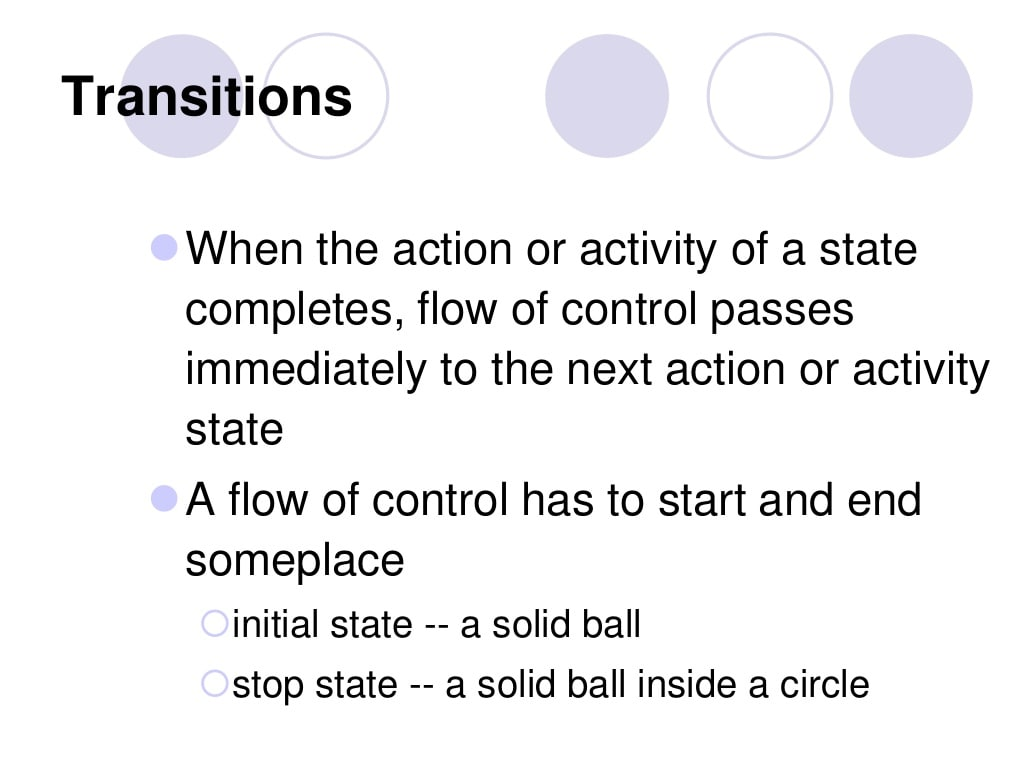 Transitions
When the action or activity of a state
completes, flow of control passes
immediately to the next action or activity
state
A flow of control has to start and end
someplace
initial state -- a solid ball
stop state -- a solid ball inside a circle